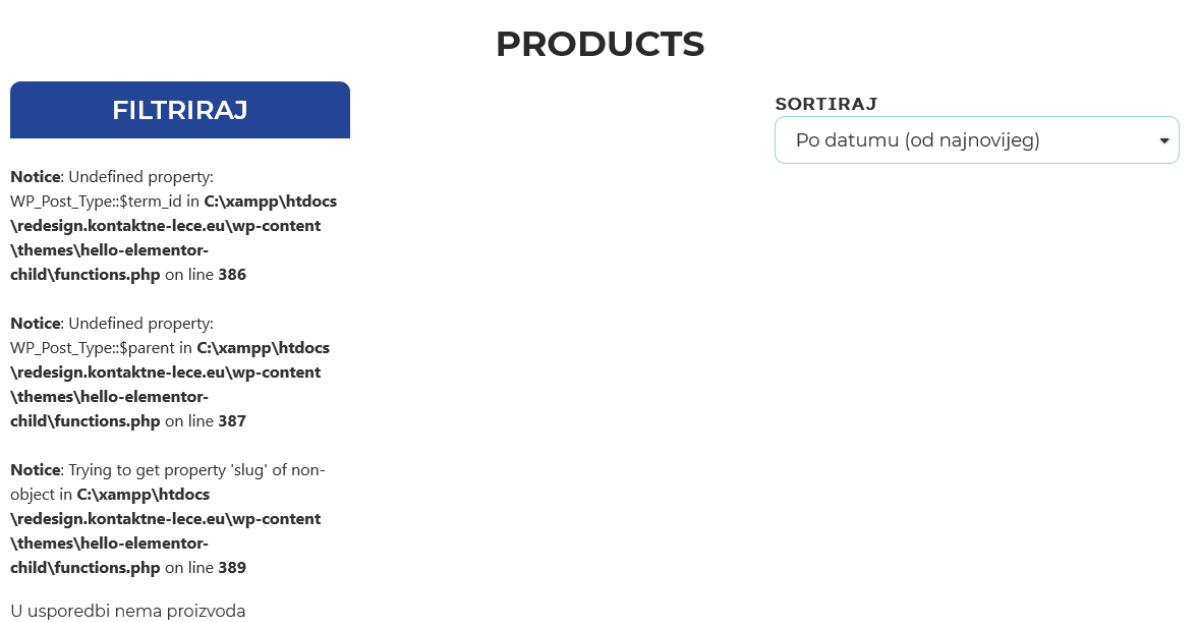 PRODUCTS
FILTRIRAJ
SORTIRAJ
Po datumu (od najnovijeg)
Notice: Undefined property:
WP_Post_Type::$term_id in C:\xampp\htdocs
\redesign.kontaktne-lece.eu\wp-content
\themes\hello-elementor-
child\functions.php on line 386
Notice: Undefined property:
WP_Post_Type::$parent in C:\xampp\htdocs
\redesign.kontaktne-lece.eu\wp-content
\themes\hello-elementor-
child\functions.php on line 387
Notice: Trying to get property 'slug' of non-
object in C:\xampp\htdocs
\redesign.kontaktne-lece.eu\wp-content
\themes\hello-elementor-
child\functions.php on line 389
U usporedbi nema proizvoda